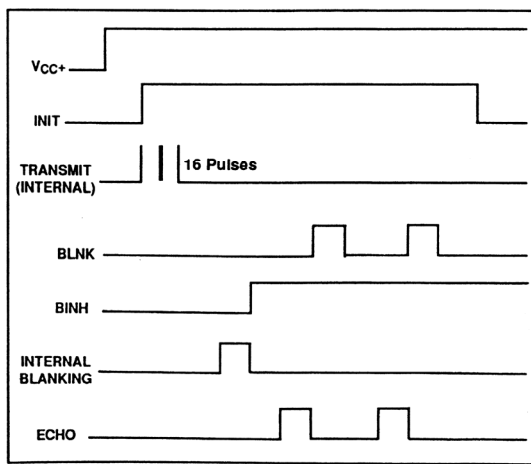 VCC+
INIT
16 Pulses
TRANSMIT
(INTERNAL)
BLNK
BINH
INTERNAL
BLANKING
ECHO